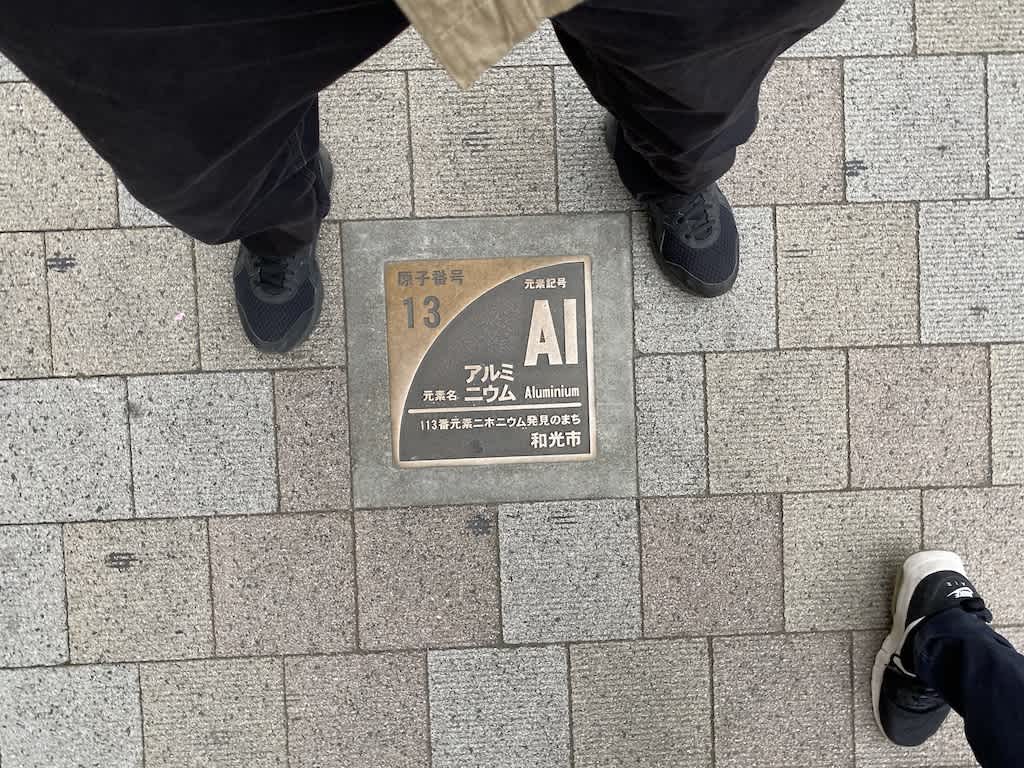 原子番号
13
元素記号
Al
元素名 アルミニウム Aluminium
113番元素ニホニウム発見のまち
和光市